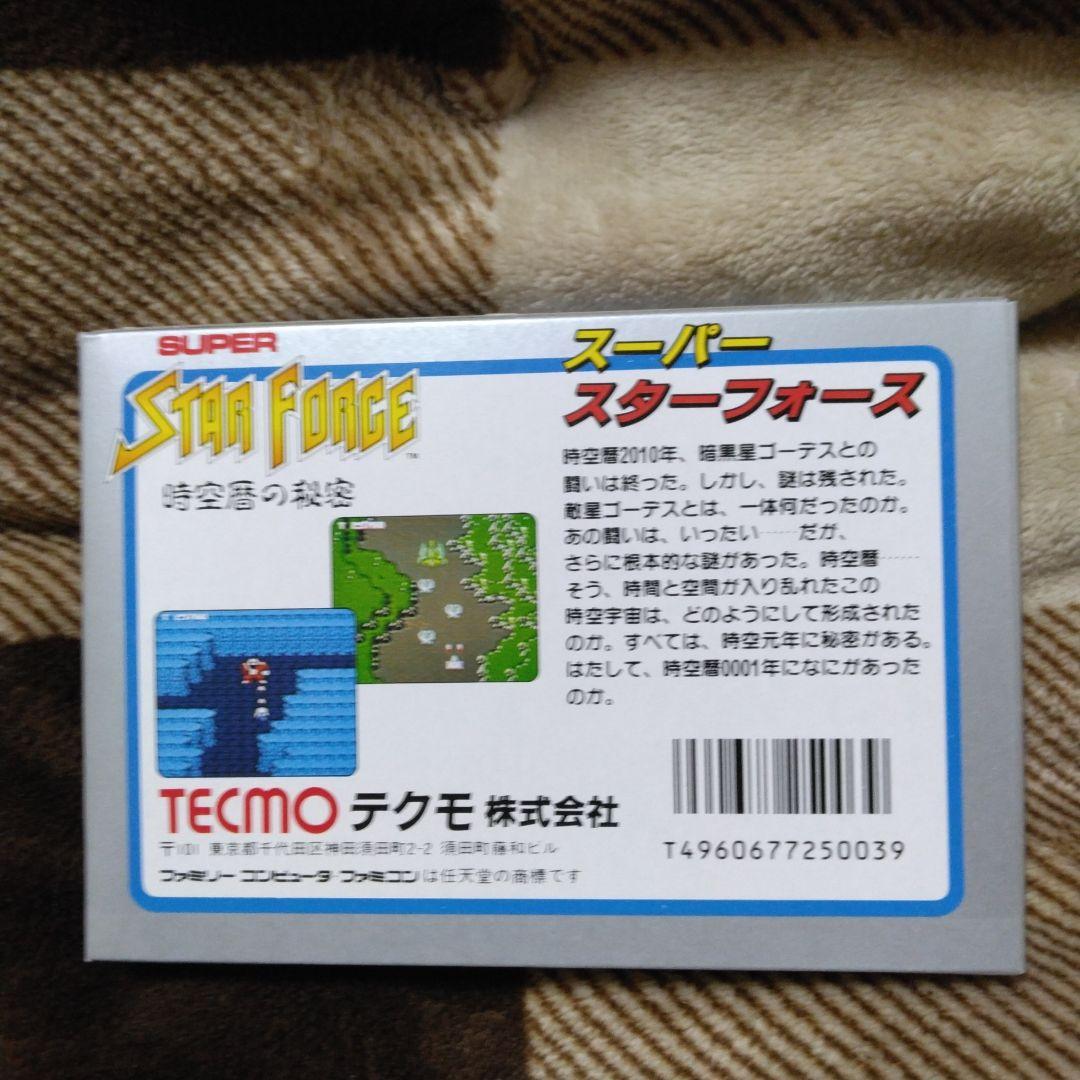 SUPER
STAR FORCE™
時空暦の秘密
スーパー
スターフォース
時空暦2010年、暗黒星ゴーデスとの
闘いは終った。しかし、謎は残された。
敵星ゴーデスとは、一体何だったのか。
あの闘いは、いったい……だが、
さらに根本的な謎があった。時空暦……
そう、時間と空間が入り乱れたこの
時空宇宙は、どのようにして形成された
のか。すべては、時空元年に秘密がある。
はたして、時空暦0001年になにがあった
のか。
TECMO テクモ 株式会社
〒101 東京都千代田区神田須田町2-2 須田町藤和ビル
ファミリーコンピュータ・ファミコンは任天堂の商標です
T4960677250039